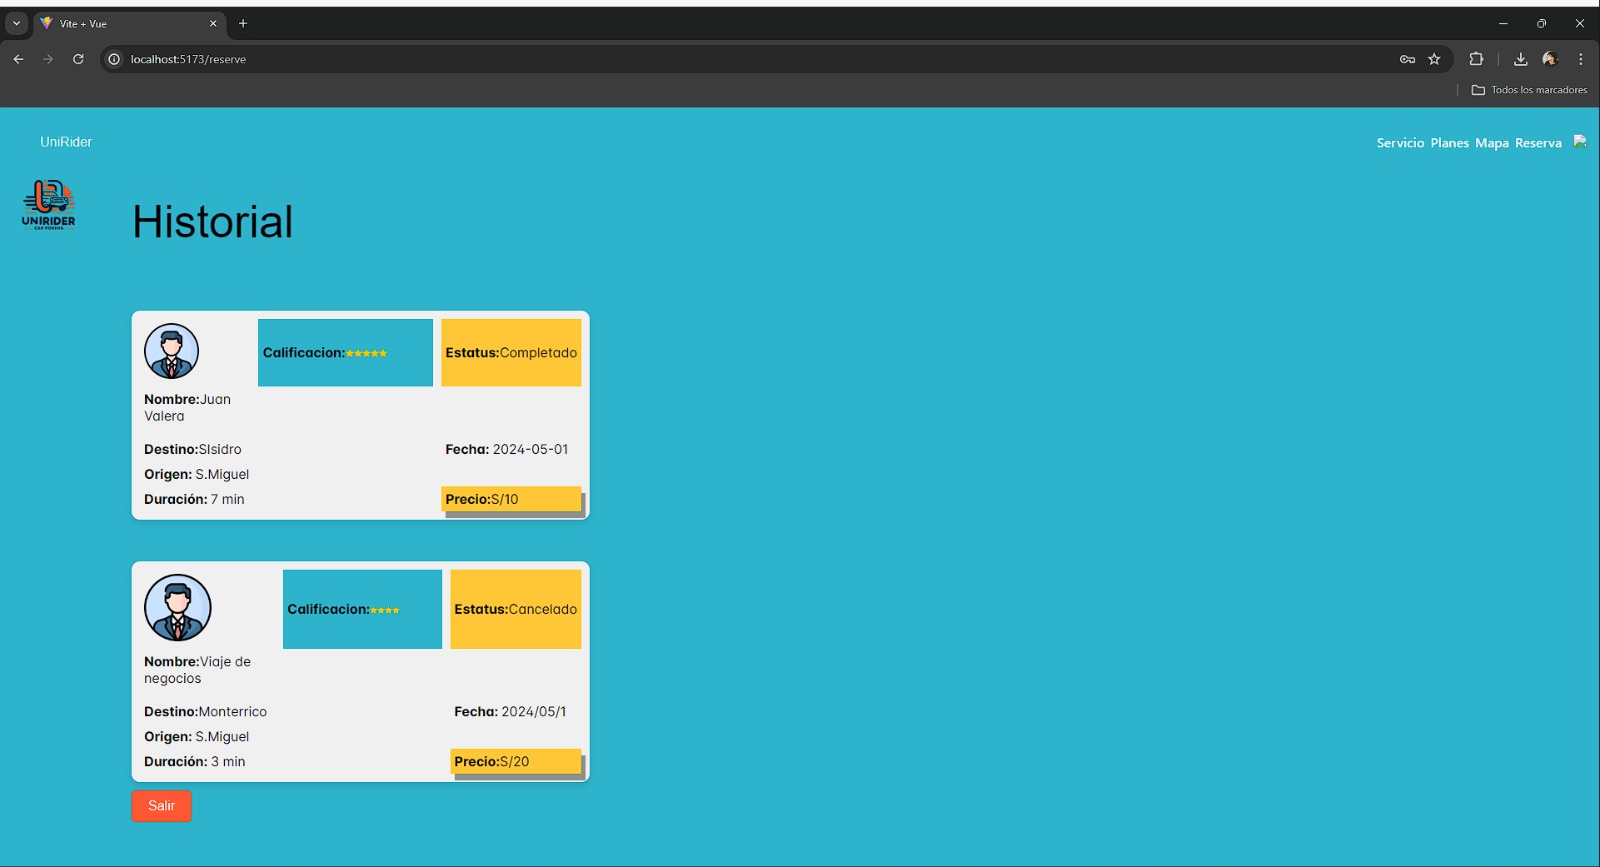 Vite + Vue
localhost:5173/reserve
Todos los marcadores
UniRider
Servicio Planes Mapa Reserva
UNIRIDER
Historial
Calificacion:★★★★★
Estatus:Completado
Nombre:Juan
Valera
Destino:SIsidro
Fecha: 2024-05-01
Origen: S.Miguel
Duración: 7 min
Precio:S/10
Calificacion:★★★★
Estatus:Cancelado
Nombre:Viaje de
negocios
Destino:Monterrico
Fecha: 2024/05/1
Origen: S.Miguel
Duración: 3 min
Precio:S/20
Salir